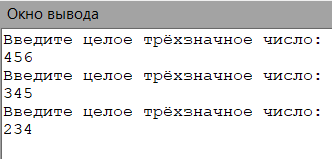 Окно вывода
Введите целое трёхзначное число:
456
Введите целое трёхзначное число:
345
Введите целое трёхзначное число:
234